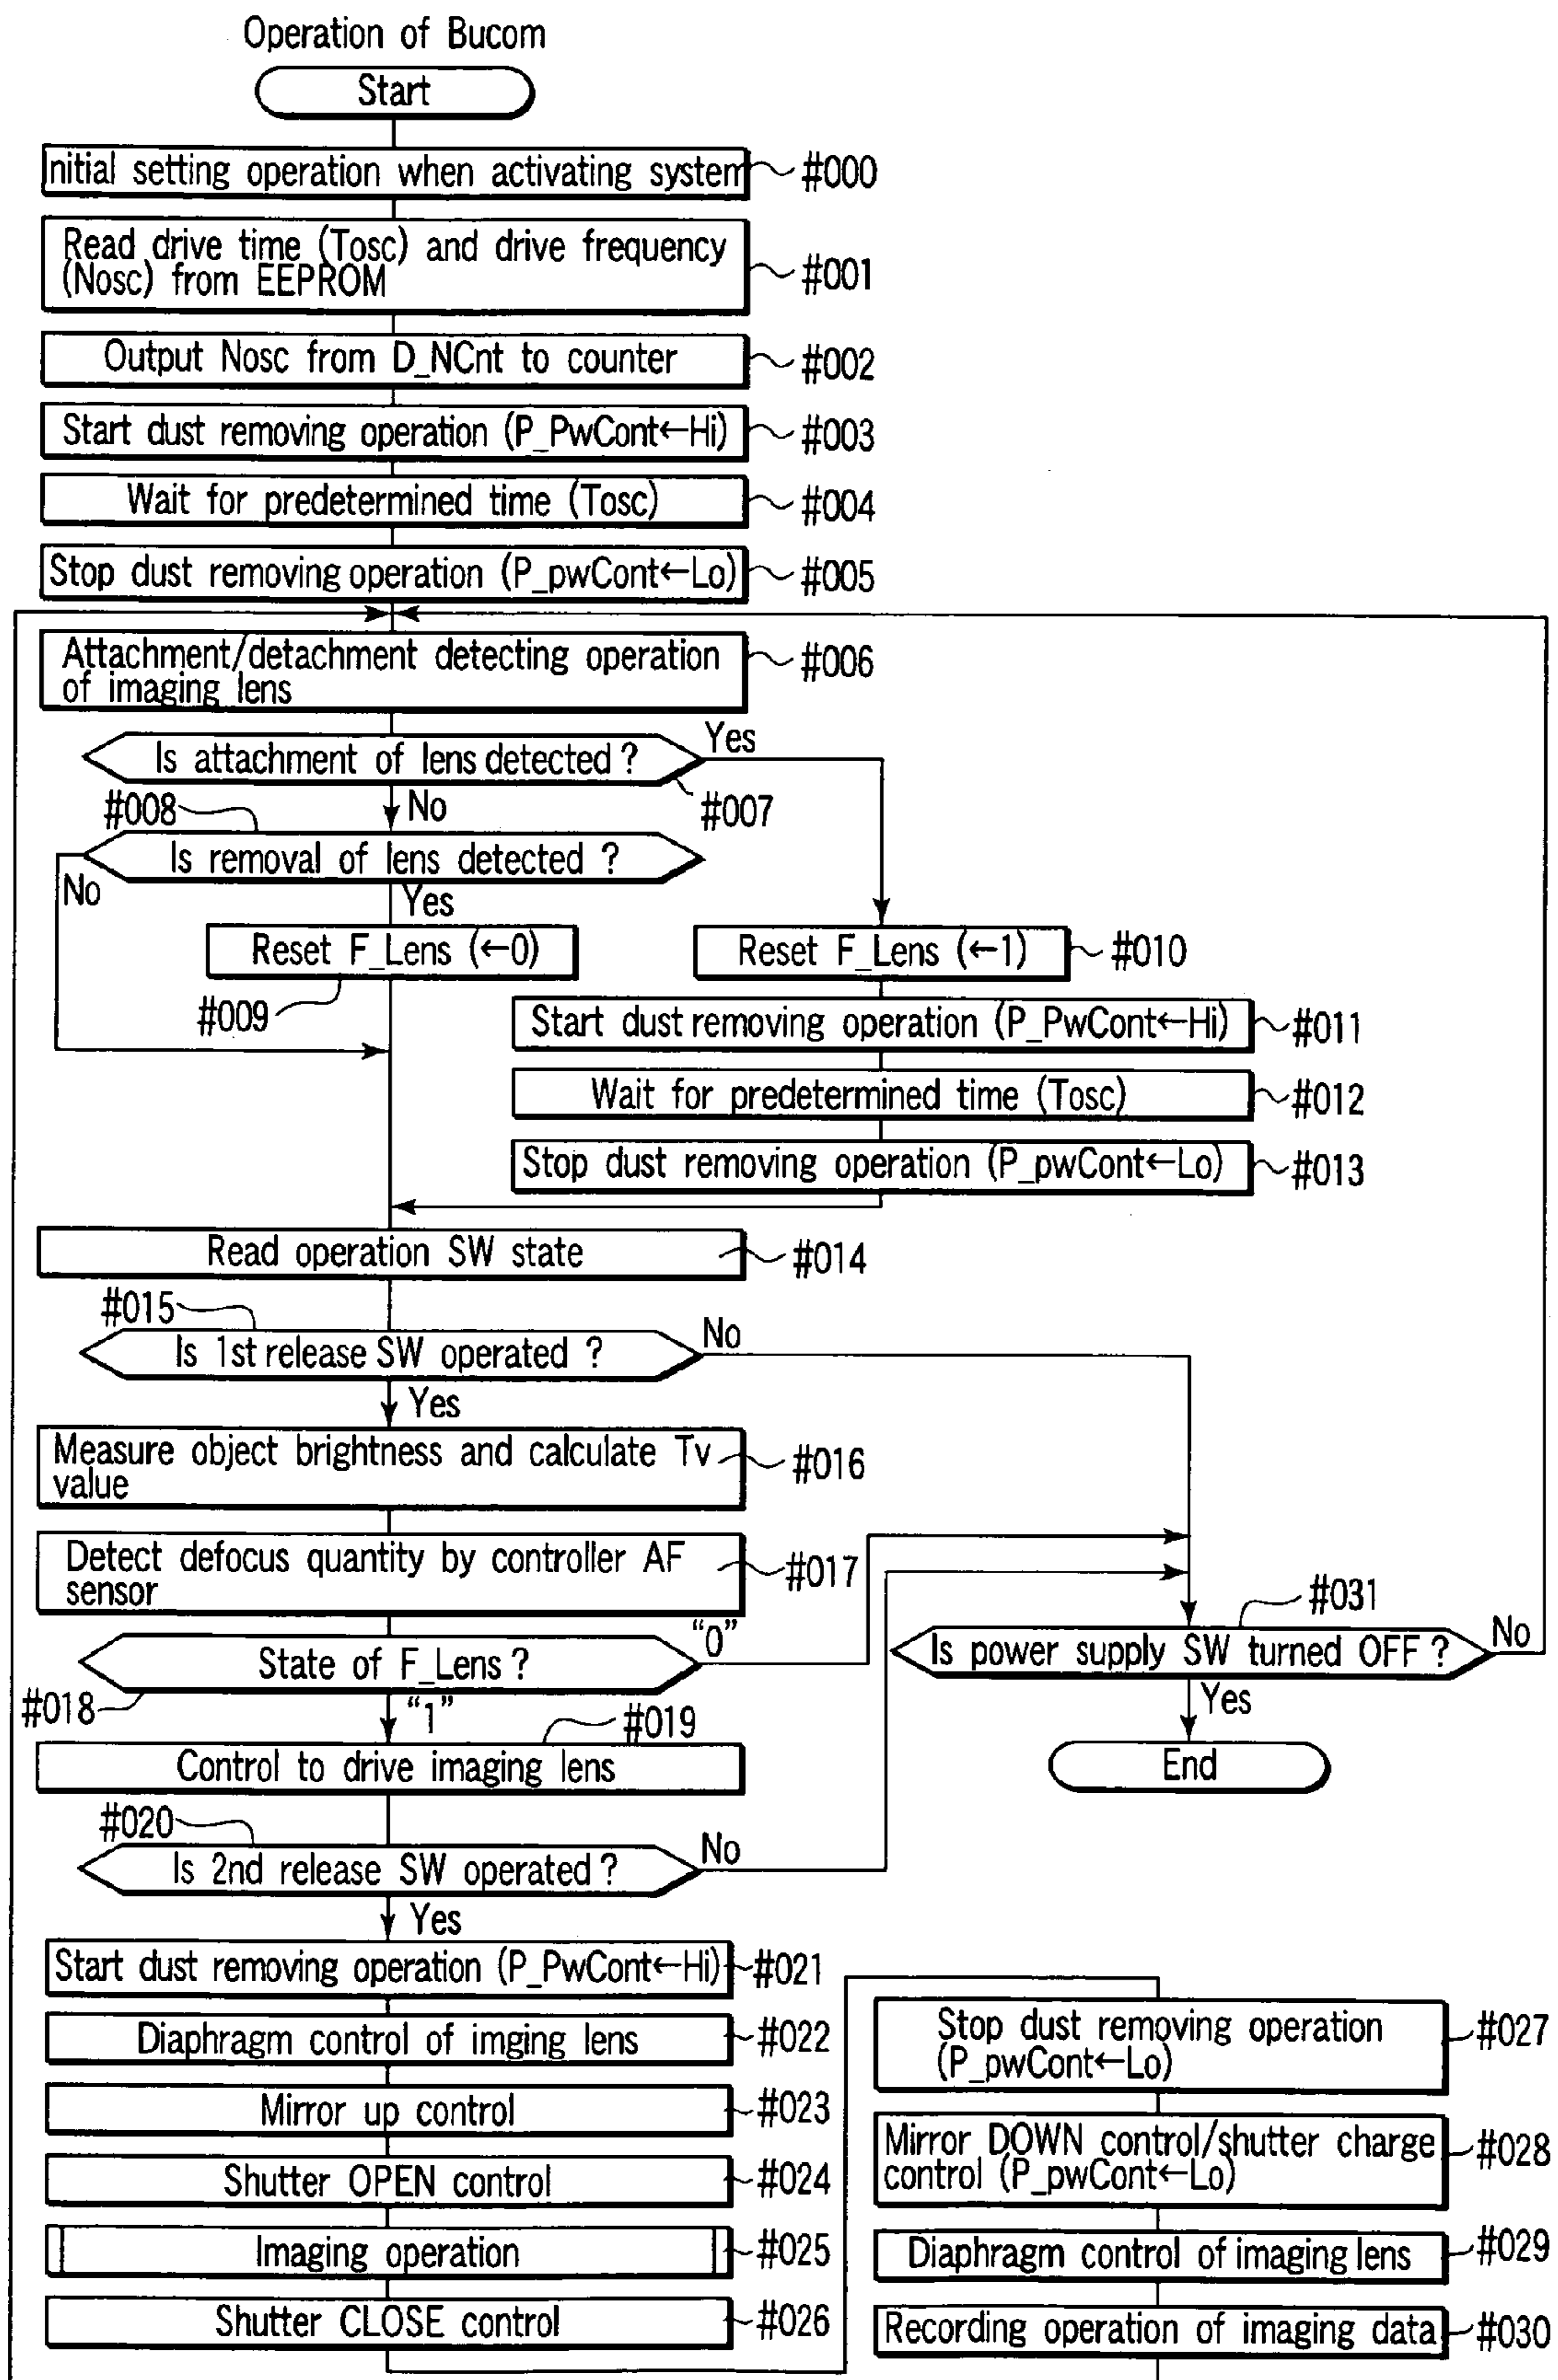 Operation of Bucom
Start
Initial setting operation when activating system
#000
Read drive time (Tosc) and drive frequency
(Nosc) from EEPROM
#001
Output Nosc from D_NCnt to counter
#002
Start dust removing operation (P_PwCont←Hi)
#003
Wait for predetermined time (Tosc)
#004
Stop dust removing operation (P_pwCont←Lo)
#005
Attachment/detachment detecting operation
of imaging lens
#006
Is attachment of lens detected ?
Yes
#007
No
#008
Is removal of lens detected ?
No
Yes
Reset F_Lens (←0)
#009
Reset F_Lens (←1)
#010
Start dust removing operation (P_PwCont←Hi)
#011
Wait for predetermined time (Tosc)
#012
Stop dust removing operation (P_pwCont←Lo)
#013
Read operation SW state
#014
#015
Is 1st release SW operated ?
No
Yes
Measure object brightness and calculate Tv
value
#016
Detect defocus quantity by controller AF
sensor
#017
State of F_Lens ?
"0"
#018
"1"
#019
Control to drive imaging lens
#020
Is 2nd release SW operated ?
No
Yes
#031
Is power supply SW turned OFF ?
No
Yes
End
Start dust removing operation (P_PwCont←Hi)
#021
Diaphragm control of imging lens
#022
Mirror up control
#023
Shutter OPEN control
#024
Imaging operation
#025
Shutter CLOSE control
#026
Stop dust removing operation
(P_pwCont←Lo)
#027
Mirror DOWN control/shutter charge
control (P_pwCont←Lo)
#028
Diaphragm control of imaging lens
#029
Recording operation of imaging data
#030